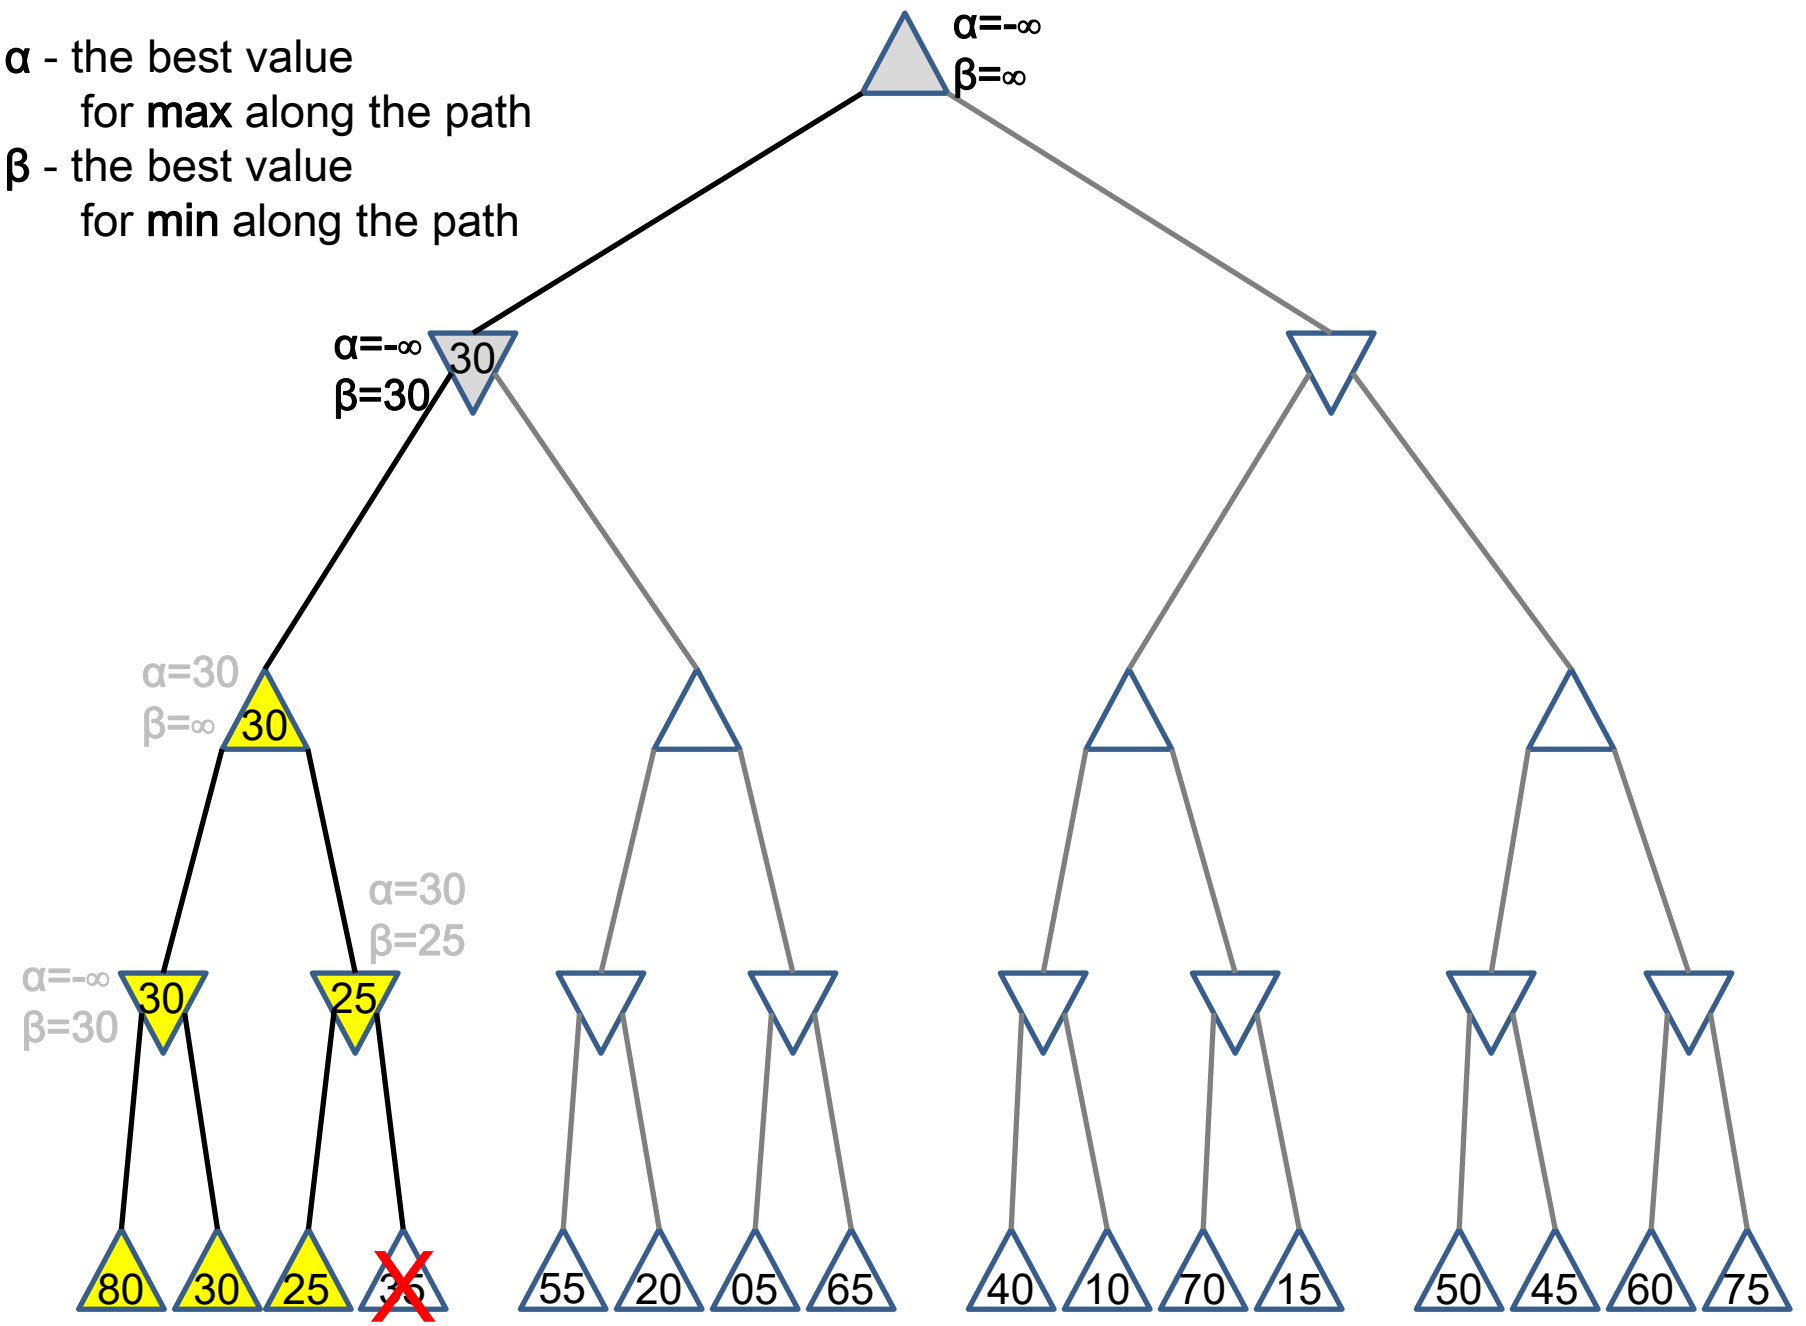 α - the best value
for max along the path
β - the best value
for min along the path
α=-∞
β=∞
α=-∞
β=30
30
α=30
β=∞
30
α=30
β=25
α=-∞
β=30
30
25
80 30 25 35 55 20 05 65 40 10 70 15 50 45 60 75